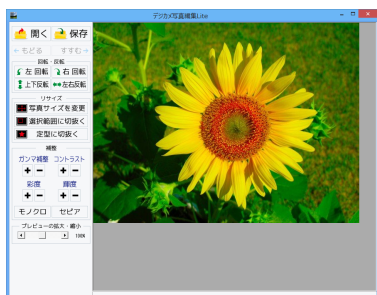 デジカメ写真編集Lite
開く 保存
もどる すすむ
回転・反転
左回転 右回転
上下反転 左右反転
リサイズ
写真サイズを変更
選択範囲に切抜く
定型に切抜く
補整
ガンマ補整 コントラスト
+ - + -
彩度 輝度
+ - + -
モノクロ セピア
プレビューの拡大・縮小
100%